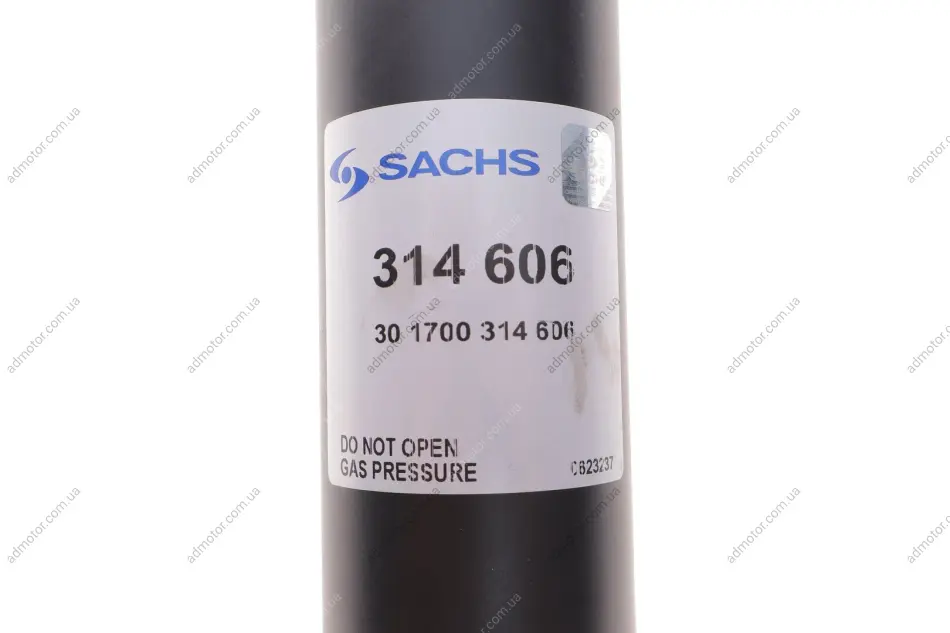 SACHS
314 606
30 1700 314 606
DO NOT OPEN
GAS PRESSURE
C623237
admotor.com.ua